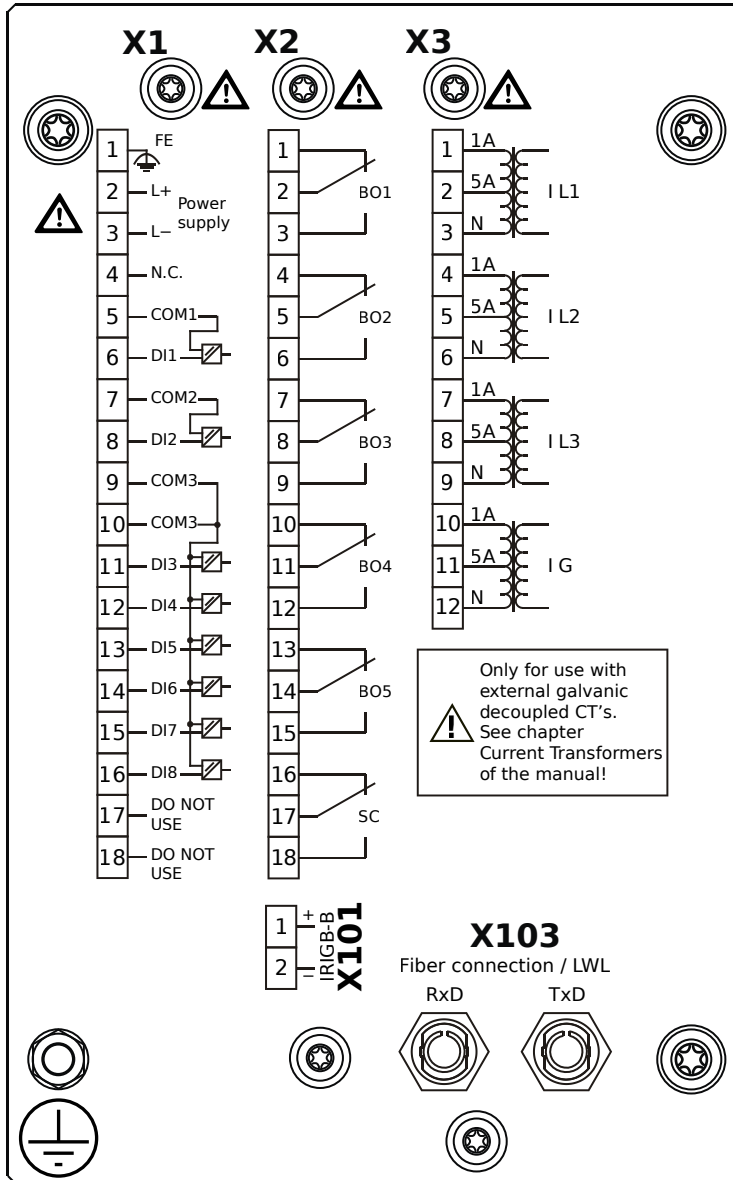 X1 X2 X3
1 FE
2 L+
Power
supply
3 L−
4 N.C.
5 COM1
6 DI1
7 COM2
8 DI2
9 COM3
10 COM3
11 DI3
12 DI4
13 DI5
14 DI6
15 DI7
16 DI8
17 DO NOT
USE
18 DO NOT
USE
1
2 BO1
3
4
5 BO2
6
7
8 BO3
9
10
11 BO4
12
13
14 BO5
15
16
17 SC
18
1 1A
2 5A I L1
3 N
4 1A
5 5A I L2
6 N
7 1A
8 5A I L3
9 N
10 1A
11 5A I G
12 N
! Only for use with
external galvanic
decoupled CT's.
See chapter
Current Transformers
of the manual!
1 +
2 −
IRIGB-B
X101
X103
Fiber connection / LWL
RxD TxD